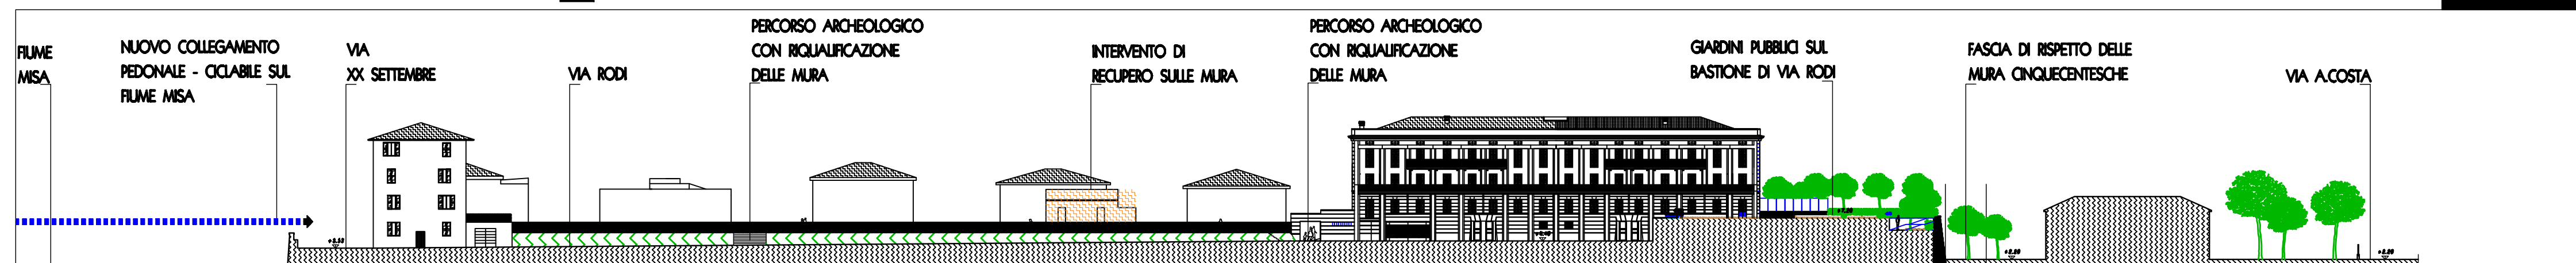 FIUME
MISA
NUOVO COLLEGAMENTO
PEDONALE - CICLABILE SUL
FIUME MISA
VIA
XX SETTEMBRE
VIA RODI
PERCORSO ARCHEOLOGICO
CON RIQUALIFICAZIONE
DELLE MURA
INTERVENTO DI
RECUPERO SULLE MURA
PERCORSO ARCHEOLOGICO
CON RIQUALIFICAZIONE
DELLE MURA
GIARDINI PUBBLICI SUL
BASTIONE DI VIA RODI
FASCIA DI RISPETTO DELLE
MURA CINQUECENTESCHE
VIA A.COSTA